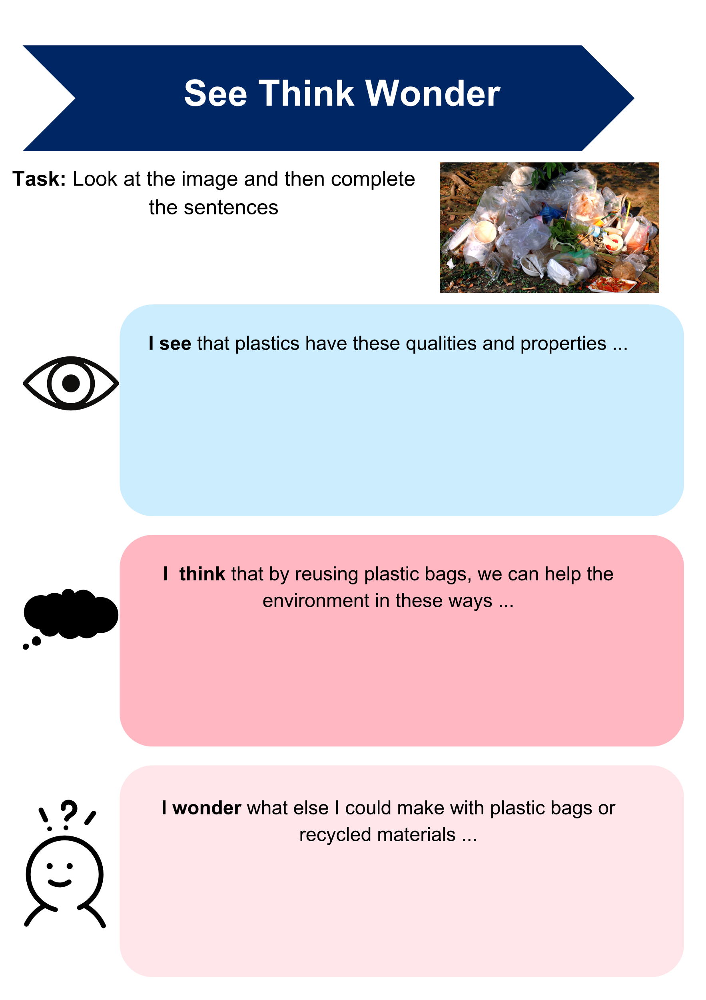 See Think Wonder
Task: Look at the image and then complete
the sentences
I see that plastics have these qualities and properties ...
I  think that by reusing plastic bags, we can help the
environment in these ways ...
I wonder what else I could make with plastic bags or
recycled materials ...